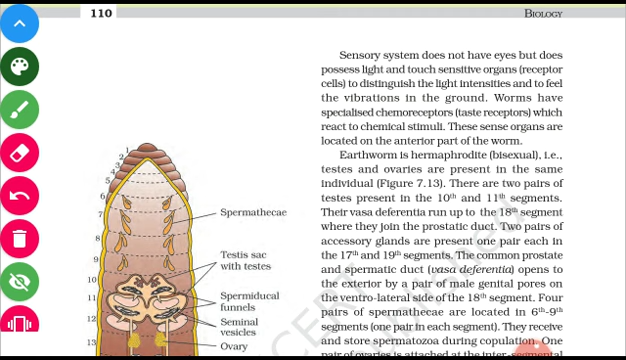 110
BIOLOGY
Sensory system does not have eyes but does
possess light and touch sensitive organs (receptor
cells) to distinguish the light intensities and to feel
the vibrations in the ground. Worms have
specialised chemoreceptors (taste receptors) which
react to chemical stimuli. These sense organs are
located on the anterior part of the worm.
Earthworm is hermaphrodite (bisexual), i.e.,
testes and ovaries are present in the same
individual (Figure 7.13). There are two pairs of
testes present in the 10th and 11th segments.
Their vasa deferentia run up to the 18th segment
where they join the prostatic duct. Two pairs of
accessory glands are present one pair each in
the 17th and 19th segments. The common prostate
and spermatic duct (vasa deferentia) opens to
the exterior by a pair of male genital pores on
the ventro-lateral side of the 18th segment. Four
pairs of spermathecae are located in 6th-9th
segments (one pair in each segment). They receive
and store spermatozoa during copulation. One
pair of ovaries is attached at the inter-segmental
1
2
3
4
5
6
7
8
9
10
11
12
13
Spermathecae
Testis sac
with testes
Spermiducal
funnels
Seminal
vesicles
Ovary